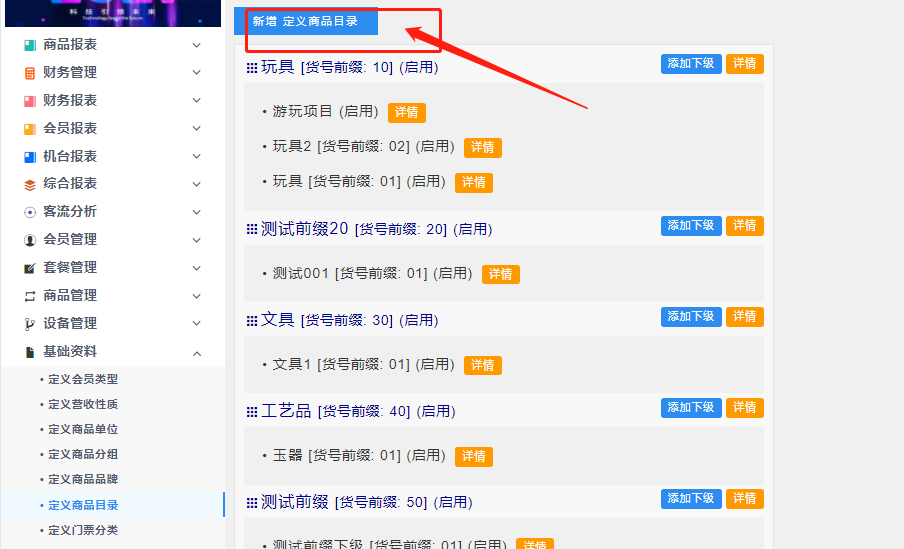 科技引领未来
Technology leads the future
商品报表
财务管理
财务报表
会员报表
机台报表
综合报表
客流分析
会员管理
套餐管理
商品管理
设备管理
基础资料
• 定义会员类型
• 定义营收性质
• 定义商品单位
• 定义商品分组
• 定义商品品牌
• 定义商品目录
• 定义门票分类
新增 定义商品目录
玩具 [货号前缀: 10] (启用) 添加下级 详情
• 游玩项目 (启用) 详情
• 玩具2 [货号前缀: 02] (启用) 详情
• 玩具 [货号前缀: 01] (启用) 详情
测试前缀20 [货号前缀: 20] (启用) 添加下级 详情
• 测试001 [货号前缀: 01] (启用) 详情
文具 [货号前缀: 30] (启用) 添加下级 详情
• 文具1 [货号前缀: 01] (启用) 详情
工艺品 [货号前缀: 40] (启用) 添加下级 详情
• 玉器 [货号前缀: 01] (启用) 详情
测试前缀 [货号前缀: 50] (启用) 添加下级 详情
• 测试前缀下级 [货号前缀: 01] (启用) 详情